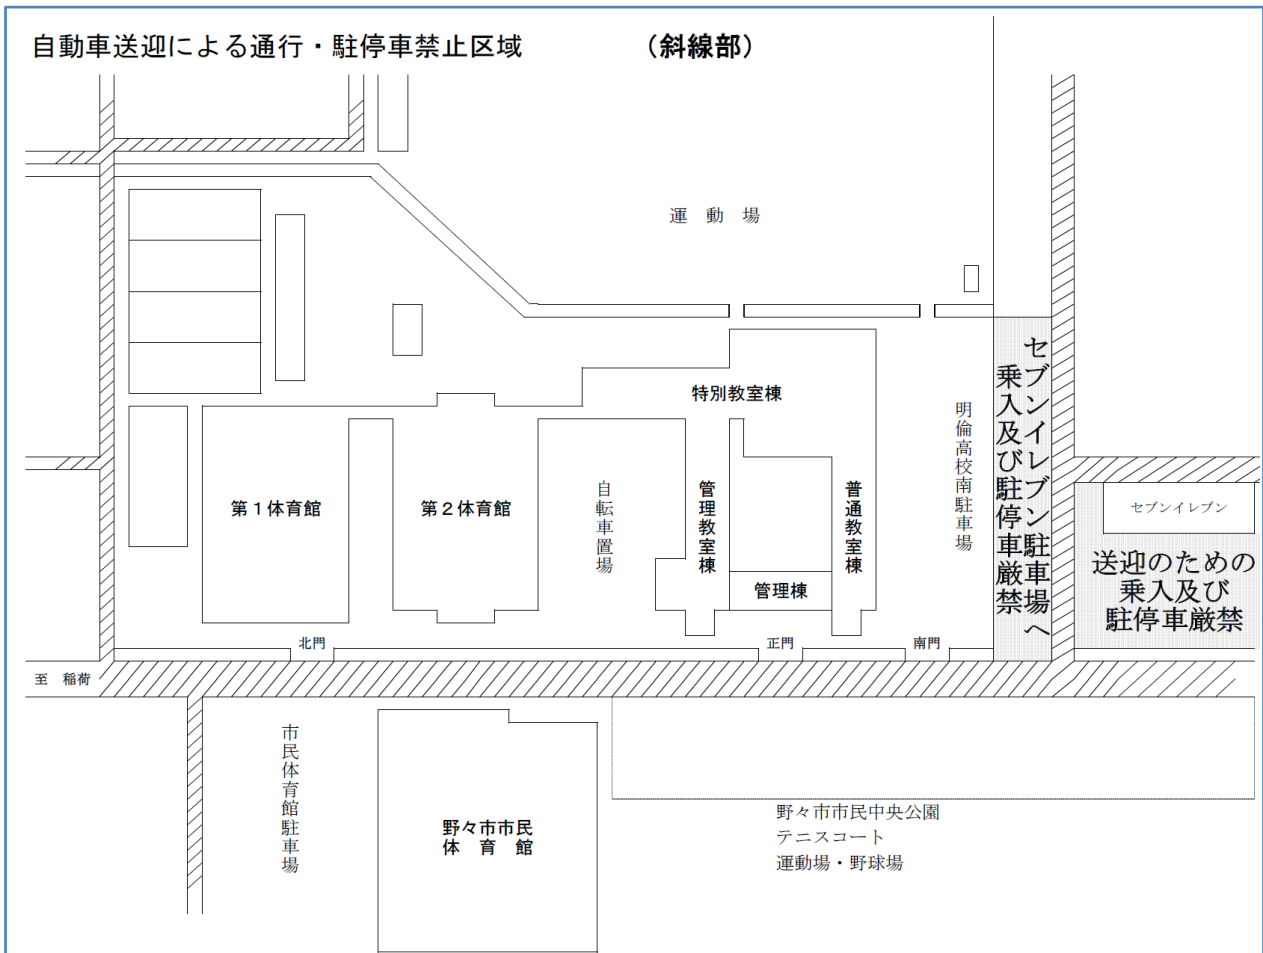 自動車送迎による通行・駐停車禁止区域　（斜線部）
運　動　場
特別教室棟
明倫高校南駐車場
セブンイレブン駐車場へ
乗入及び駐停車厳禁
第１体育館
第２体育館
自転車置場
管理教室棟
普通教室棟
管理棟
セブンイレブン
送迎のための
乗入及び
駐停車厳禁
北門
正門
南門
至　稲荷
市民体育館駐車場
野々市市民
体　育　館
野々市市民中央公園
テニスコート
運動場・野球場